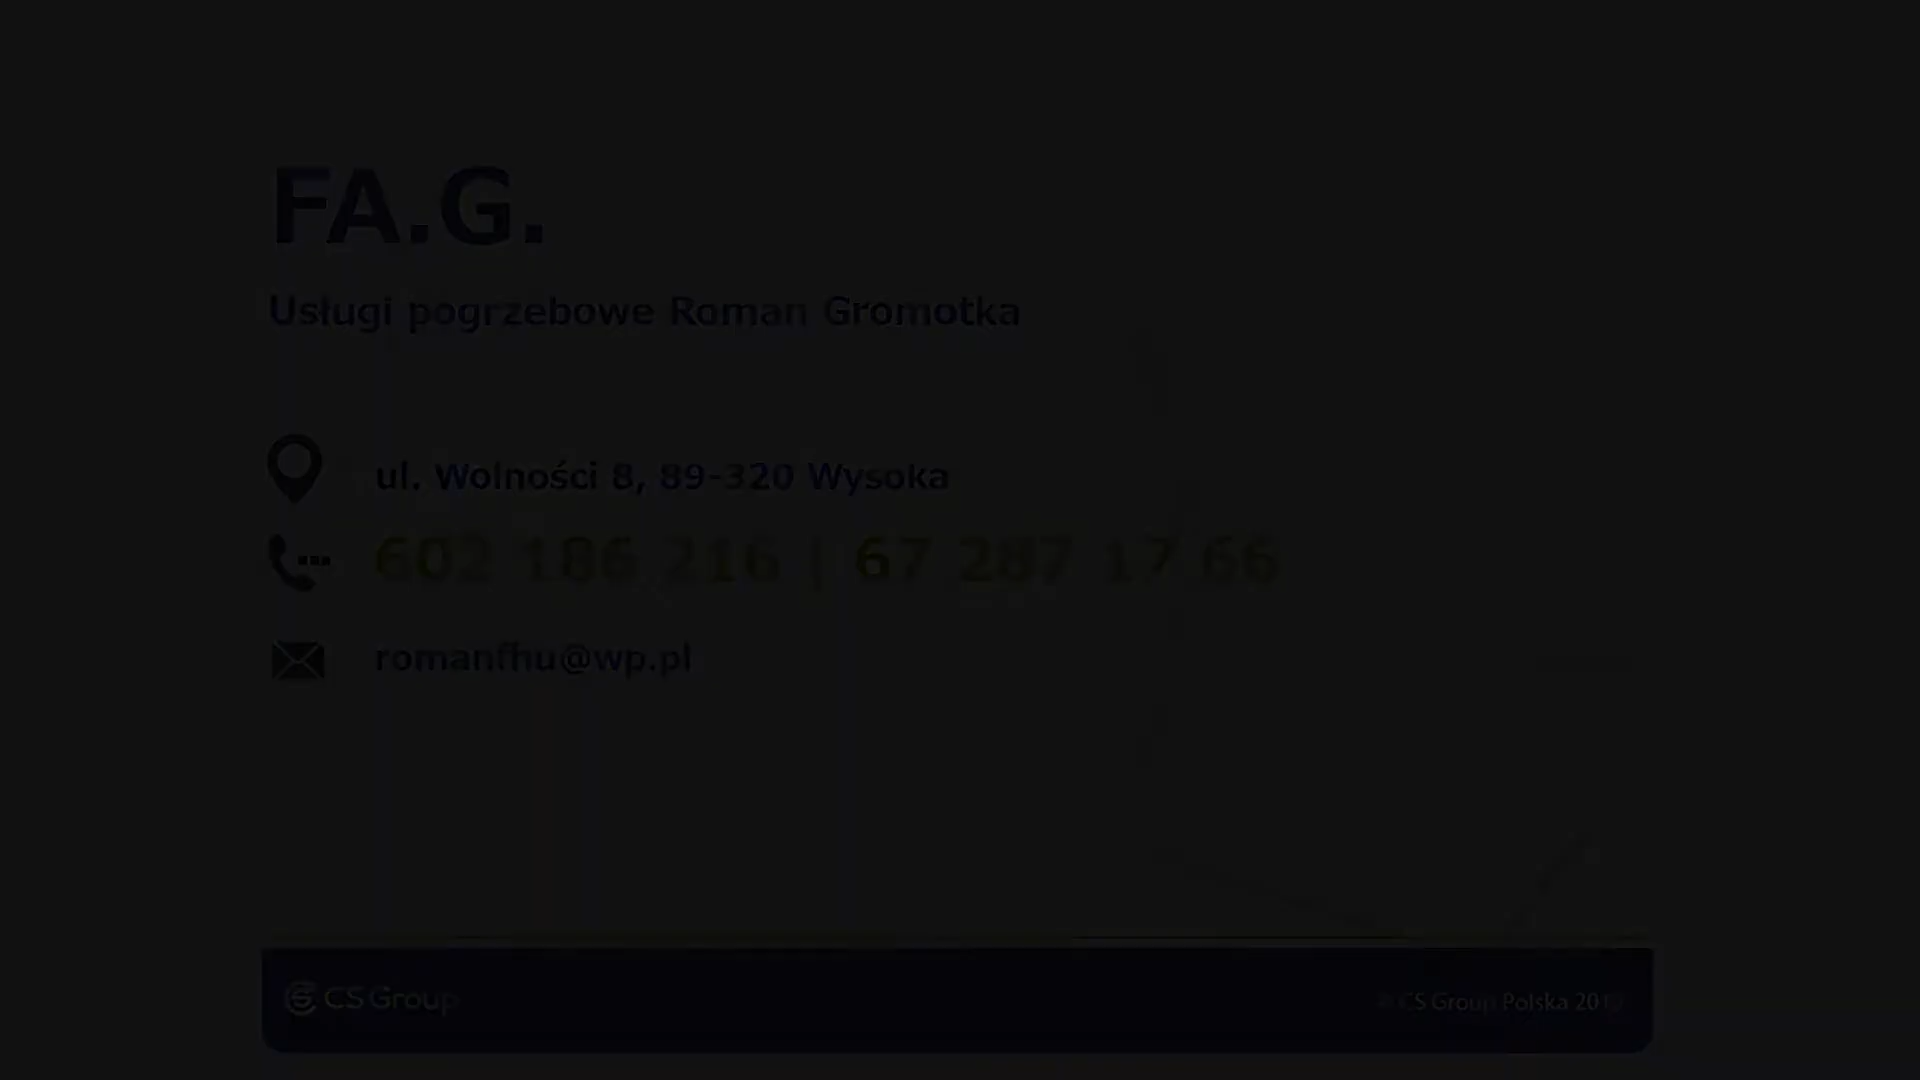 FA.G.
Usługi pogrzebowe Roman Gromotka
ul. Wolności 8, 89-320 Wysoka
602 186 216 | 67 287 17 66
romanfhu@wp.pl
CS Group
© CS Group Polska